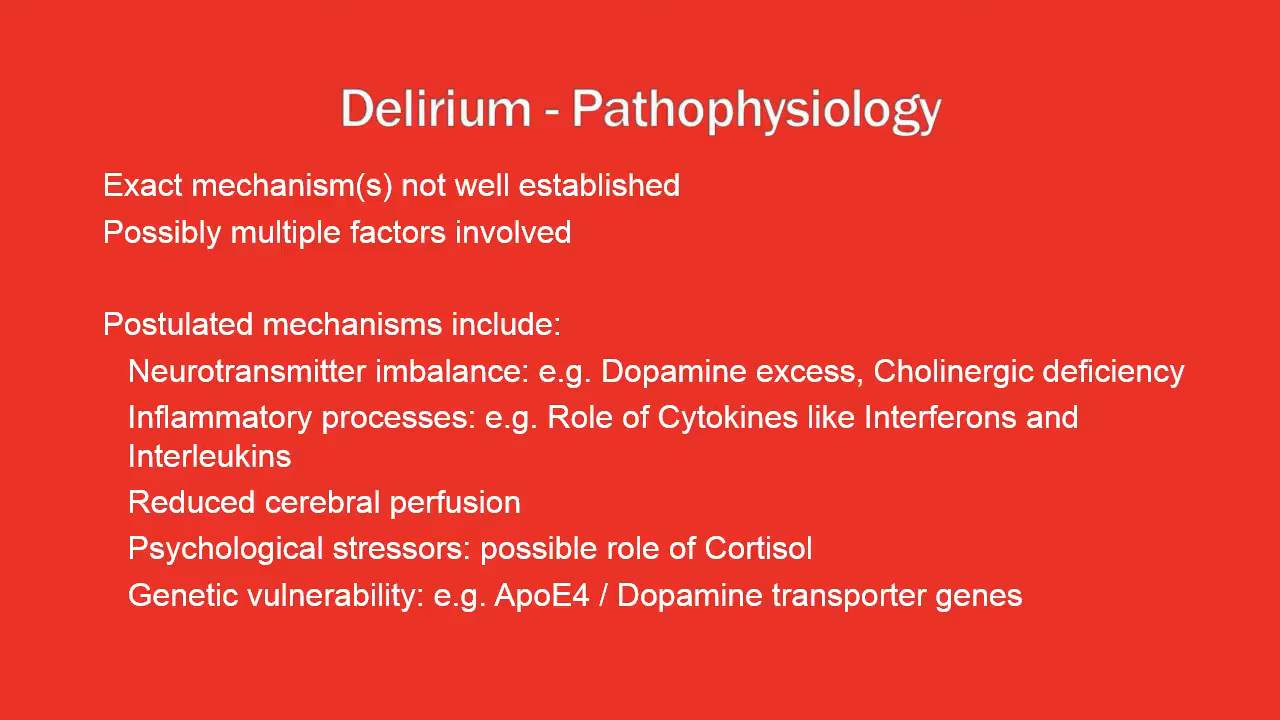 Delirium - Pathophysiology
Exact mechanism(s) not well established
Possibly multiple factors involved
Postulated mechanisms include:
Neurotransmitter imbalance: e.g. Dopamine excess, Cholinergic deficiency
Inflammatory processes: e.g. Role of Cytokines like Interferons and
Interleukins
Reduced cerebral perfusion
Psychological stressors: possible role of Cortisol
Genetic vulnerability: e.g. ApoE4 / Dopamine transporter genes